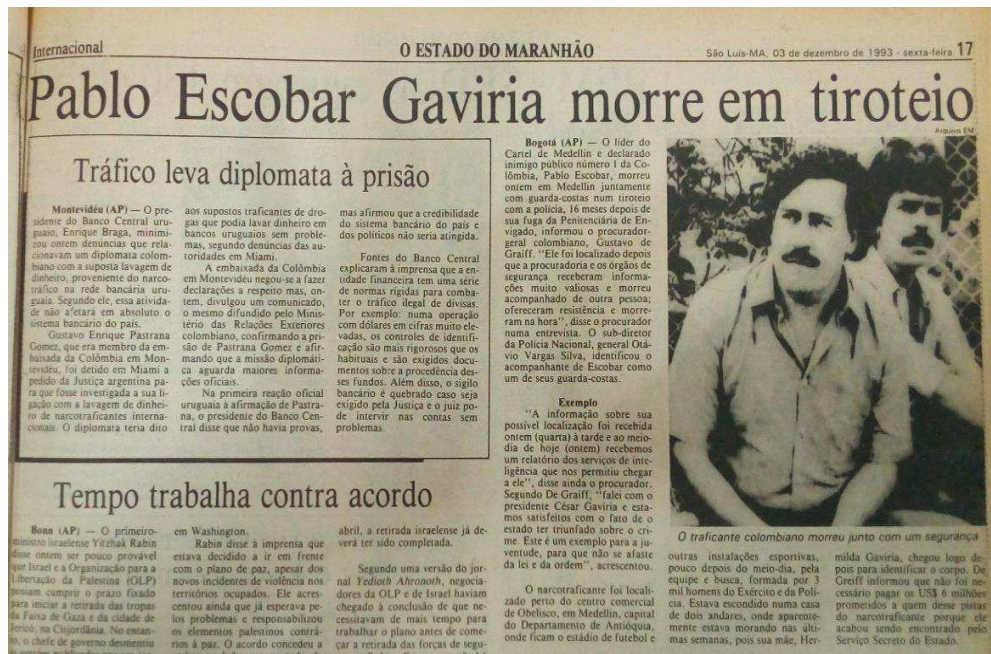 Internacional
O ESTADO DO MARANHÃO
São Luis-MA, 03 de dezembro de 1993 - sexta-feira 17
Pablo Escobar Gaviria morre em tiroteio
Arquivo EM
Tráfico leva diplomata à prisão
Montevidéu (AP) — O pre-
sidente do Banco Central uru-
guaio, Enrique Braga, minimi-
zou ontem denúncias que rela-
cionavam um diplomata colom-
biano com a suposta lavagem de
dinheiro, proveniente do narco-
tráfico na rede bancária uru-
guaia. Segundo ele, essa ativida-
de não afetará em absoluto o
sistema bancário do país.
Gustavo Enrique Pastrana
Gomez, que era membro da em-
baixada da Colômbia em Mon-
tevidéu, foi detido em Miami a
pedido da Justiça argentina pa-
ra que fosse investigada a sua li-
gação com a lavagem de dinhei-
ro de narcotraficantes interna-
cionais. O diplomata teria dito
aos supostos traficantes de dro-
gas que podia lavar dinheiro em
bancos uruguaios sem proble-
mas, segundo denúncias das au-
toridades em Miami.
A embaixada da Colômbia
em Montevidéu negou-se a fazer
declarações a respeito mas, on-
tem, divulgou um comunicado,
o mesmo difundido pelo Minis-
tério das Relações Exteriores
colombiano, confirmando a pri-
são de Pastrana Gomez e afir-
mando que a missão diplomáti-
ca aguarda maiores informa-
ções oficiais.
Na primeira reação oficial
uruguaia à afirmação de Pastra-
na, o presidente do Banco Cen-
tral disse que não havia provas,
mas afirmou que a credibilidade
do sistema bancário do país e
dos políticos não seria atingida.
Fontes do Banco Central
explicaram à imprensa que a en-
tidade financeira tem uma série
de normas rígidas para comba-
ter o tráfico ilegal de divisas.
Por exemplo: numa operação
com dólares em cifras muito ele-
vadas, os controles de identifi-
cação são mais rigorosos que os
habituais e são exigidos docu-
mentos sobre a procedência des-
ses fundos. Além disso, o sigilo
bancário é quebrado caso seja
exigido pela Justiça e o juiz po-
de intervir nas contas sem
problemas.
Tempo trabalha contra acordo
Bonn (AP) — O primeiro-
ministro israelense Yitzhak Rabin
disse ontem ser pouco provável
que Israel e a Organização para a
Libertação da Palestina (OLP)
possam cumprir o prazo fixado
para iniciar a retirada das tropas
da Faixa de Gaza e da cidade de
Jericó, na Cisjordânia. No entan-
to, o chefe de governo desmentiu
em Washington.
Rabin disse à imprensa que
estava decidido a ir em frente
com o plano de paz, apesar dos
novos incidentes de violência nos
territórios ocupados. Ele acres-
centou ainda que já esperava pe-
los problemas e responsabilizou
os elementos palestinos contrá-
rios à paz. O acordo concedeu a
abril, a retirada israelense já de-
verá ter sido completada.
Segundo uma versão do jor-
nal Yedioth Ahronoth, negocia-
dores da OLP e de Israel haviam
chegado à conclusão de que ne-
cessitavam de mais tempo para
trabalhar o plano antes de come-
çar a retirada das forças de segu-
Bogotá (AP) — O líder do
Cartel de Medellin e declarado
inimigo público número 1 da Co-
lômbia, Pablo Escobar, morreu
ontem em Medellin juntamente
com guarda-costas num tiroteio
com a polícia, 16 meses depois de
sua fuga da Penitenciária de En-
vigado, informou o procurador-
geral colombiano, Gustavo de
Graiff. "Ele foi localizado depois
que a procuradoria e os órgãos de
segurança receberam informa-
ções muito valiosas e morreu
acompanhado de outra pessoa;
ofereceram resistência e morre-
ram na hora", disse o procurador
numa entrevista. O sub-diretor
da Polícia Nacional, general Otá-
vio Vargas Silva, identificou o
acompanhante de Escobar como
um de seus guarda-costas.
Exemplo
"A informação sobre sua
possível localização foi recebida
ontem (quarta) à tarde e ao meio-
dia de hoje (ontem) recebemos
um relatório dos serviços de inte-
ligência que nos permitiu chegar
a ele", disse ainda o procurador.
Segundo De Graiff, "falei com o
presidente César Gaviria e esta-
mos satisfeitos com o fato de o
estado ter triunfado sobre o cri-
me. Este é um exemplo para a ju-
ventude, para que não se afaste
da lei e da ordem", acrescentou.
O narcotraficante foi locali-
zado perto do centro comercial
de Obelisco, em Medellin, capital
do Departamento de Antióquia,
onde ficam o estádio de futebol e
O traficante colombiano morreu junto com um segurança
outras instalações esportivas,
pouco depois do meio-dia, pela
equipe e busca, formada por 3
mil homens do Exército e da Polí-
cia. Estava escondido numa casa
de dois andares, onde aparente-
mente estava morando nas últi-
mas semanas, pois sua mãe, Her-
milda Gaviria, chegou logo de-
pois para identificar o corpo. De
Greiff informou que não foi ne-
cessário pagar os US$ 6 milhões
prometidos a quem desse pistas
do narcotraficante porque ele
acabou sendo encontrado pelo
Serviço Secreto do Estado.